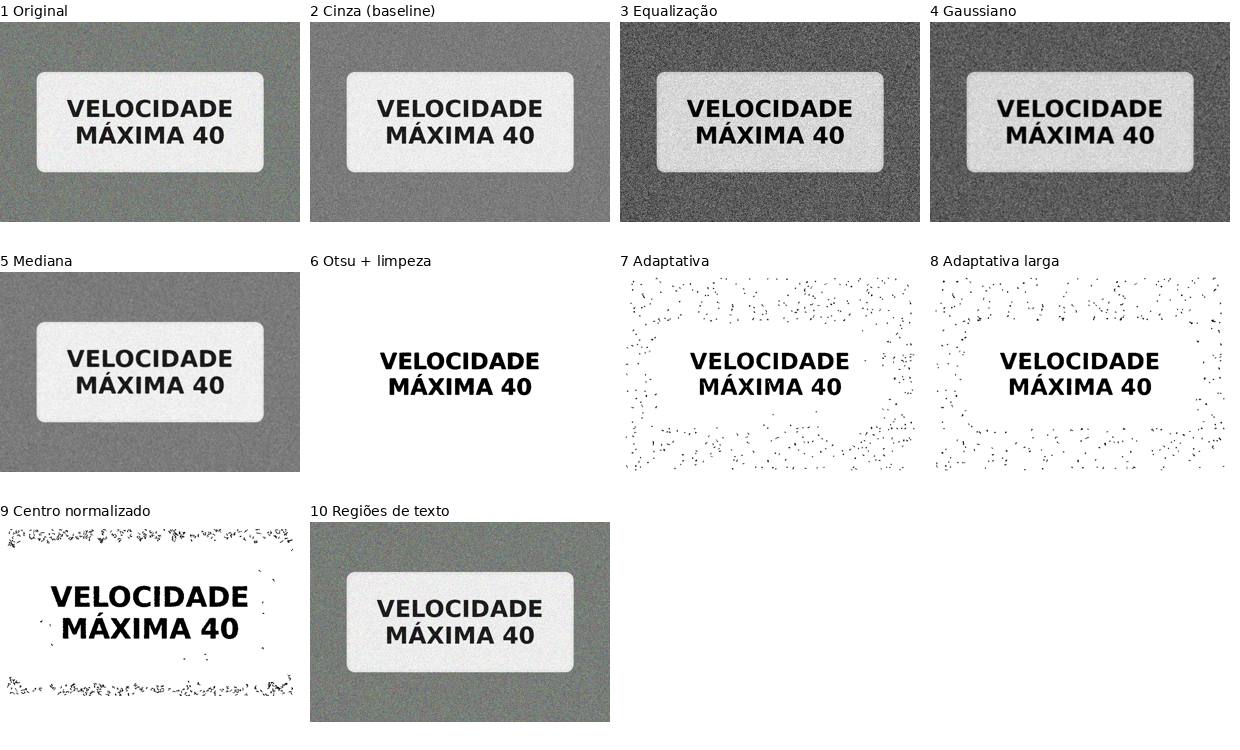 1 Original
2 Cinza (baseline)
3 Equalização
4 Gaussiano
VELOCIDADE
MÁXIMA 40
VELOCIDADE
MÁXIMA 40
VELOCIDADE
MÁXIMA 40
VELOCIDADE
MÁXIMA 40
5 Mediana
6 Otsu + limpeza
7 Adaptativa
8 Adaptativa larga
VELOCIDADE
MÁXIMA 40
VELOCIDADE
MÁXIMA 40
VELOCIDADE
MÁXIMA 40
VELOCIDADE
MÁXIMA 40
9 Centro normalizado
10 Regiões de texto
VELOCIDADE
MÁXIMA 40
VELOCIDADE
MÁXIMA 40